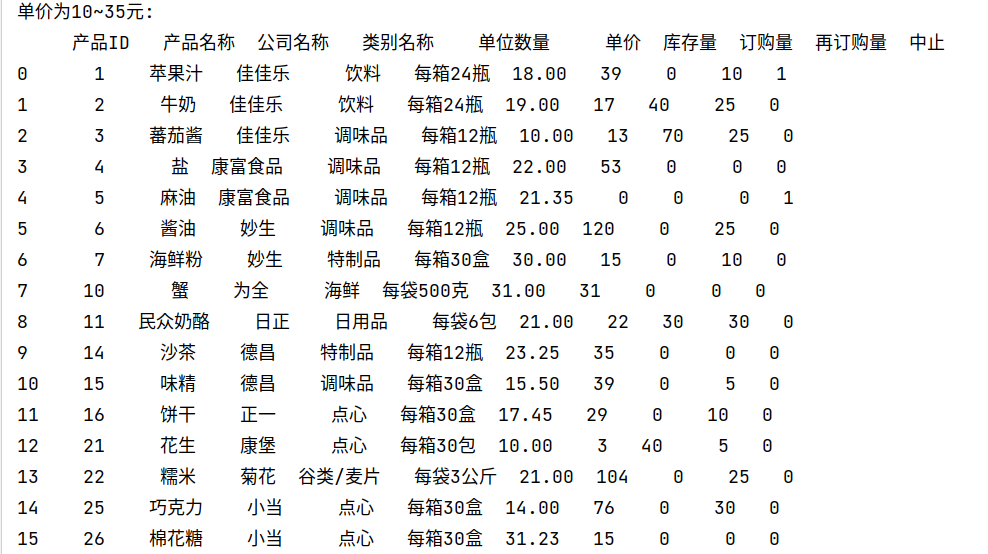 单价为10~35元:
产品ID 产品名称 公司名称 类别名称 单位数量 单价 库存量 订购量 再订购量 中止
0 1 苹果汁 佳佳乐 饮料 每箱24瓶 18.00 39 0 10 1
1 2 牛奶 佳佳乐 饮料 每箱24瓶 19.00 17 40 25 0
2 3 蕃茄酱 佳佳乐 调味品 每箱12瓶 10.00 13 70 25 0
3 4 盐 康富食品 调味品 每箱12瓶 22.00 53 0 0 0
4 5 麻油 康富食品 调味品 每箱12瓶 21.35 0 0 0 1
5 6 酱油 妙生 调味品 每箱12瓶 25.00 120 0 25 0
6 7 海鲜粉 妙生 特制品 每箱30盒 30.00 15 0 10 0
7 10 蟹 为全 海鲜 每袋500克 31.00 31 0 0 0
8 11 民众奶酪 日正 日用品 每袋6包 21.00 22 30 30 0
9 14 沙茶 德昌 特制品 每箱12瓶 23.25 35 0 0 0
10 15 味精 德昌 调味品 每箱30盒 15.50 39 0 5 0
11 16 饼干 正一 点心 每箱30盒 17.45 29 0 10 0
12 21 花生 康堡 点心 每箱30包 10.00 3 40 5 0
13 22 糯米 菊花 谷类/麦片 每袋3公斤 21.00 104 0 25 0
14 25 巧克力 小当 点心 每箱30盒 14.00 76 0 30 0
15 26 棉花糖 小当 点心 每箱30盒 31.23 15 0 0 0